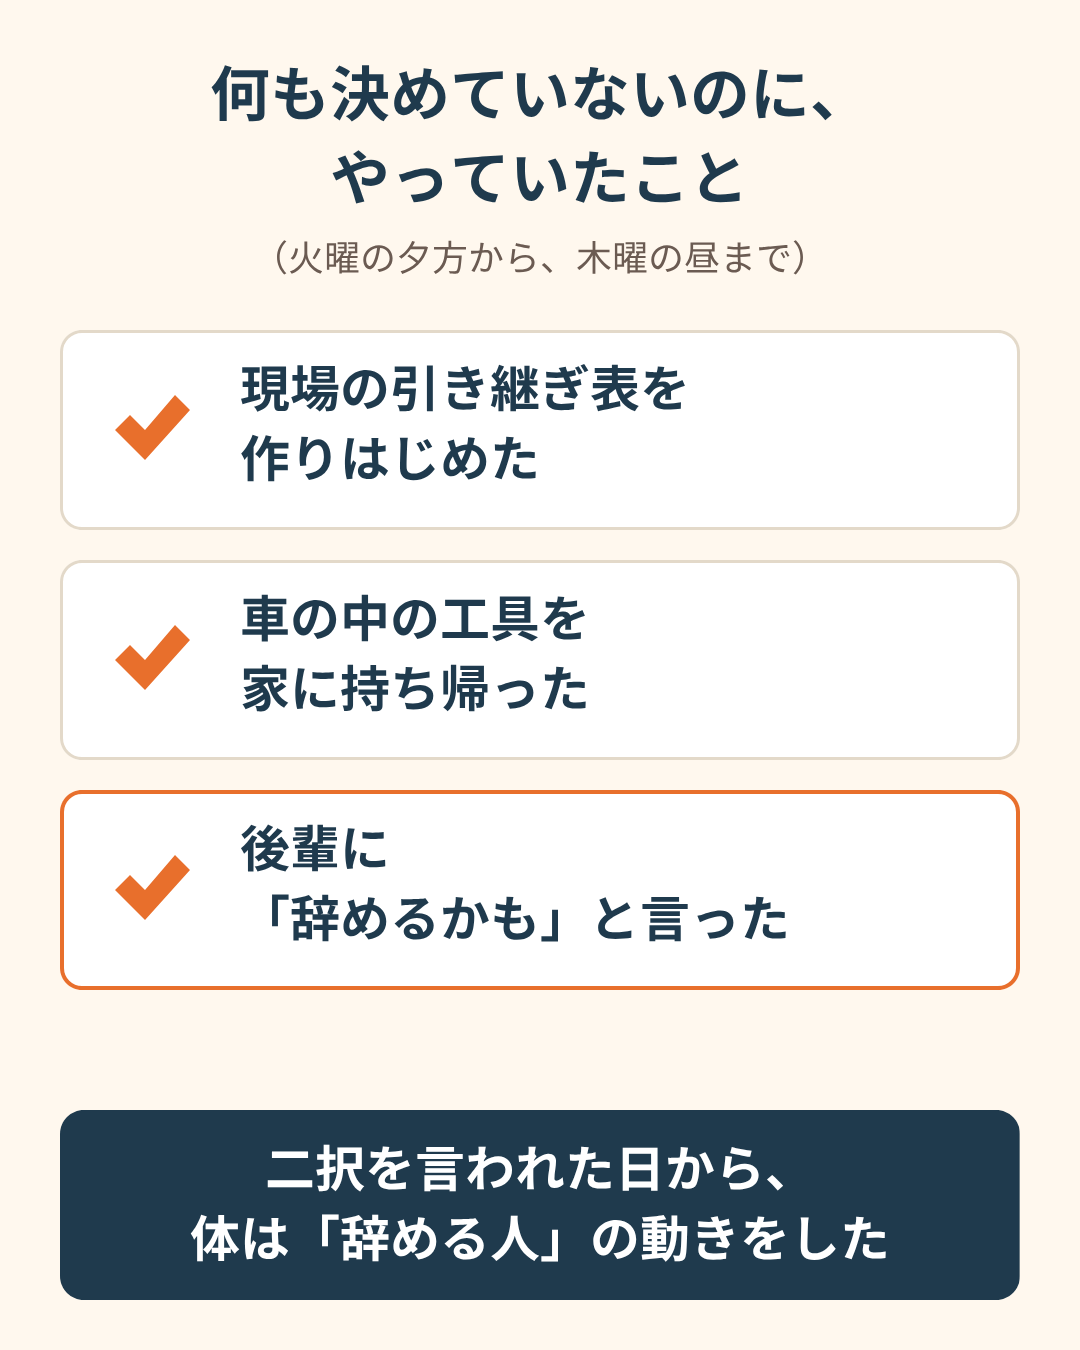 何も決めていないのに、
やっていたこと
（火曜の夕方から、木曜の昼まで）
現場の引き継ぎ表を
作りはじめた
車の中の工具を
家に持ち帰った
後輩に
「辞めるかも」と言った
二択を言われた日から、
体は「辞める人」の動きをした